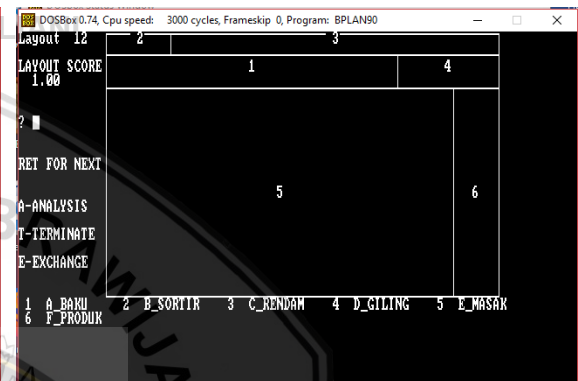 DOSBox 0.74, Cpu speed: 3000 cycles, Frameskip 0, Program: BPLAN90
Layout 12 2 3
LAYOUT SCORE 1 4
1.00
? 
RET FOR NEXT
5 6
A-ANALYSIS
T-TERMINATE
E-EXCHANGE
1 A_BAKU 2 B_SORTIR 3 C_RENDAM 4 D_GILING 5 E_MASAK
6 F_PRODUK
BRAWIJA